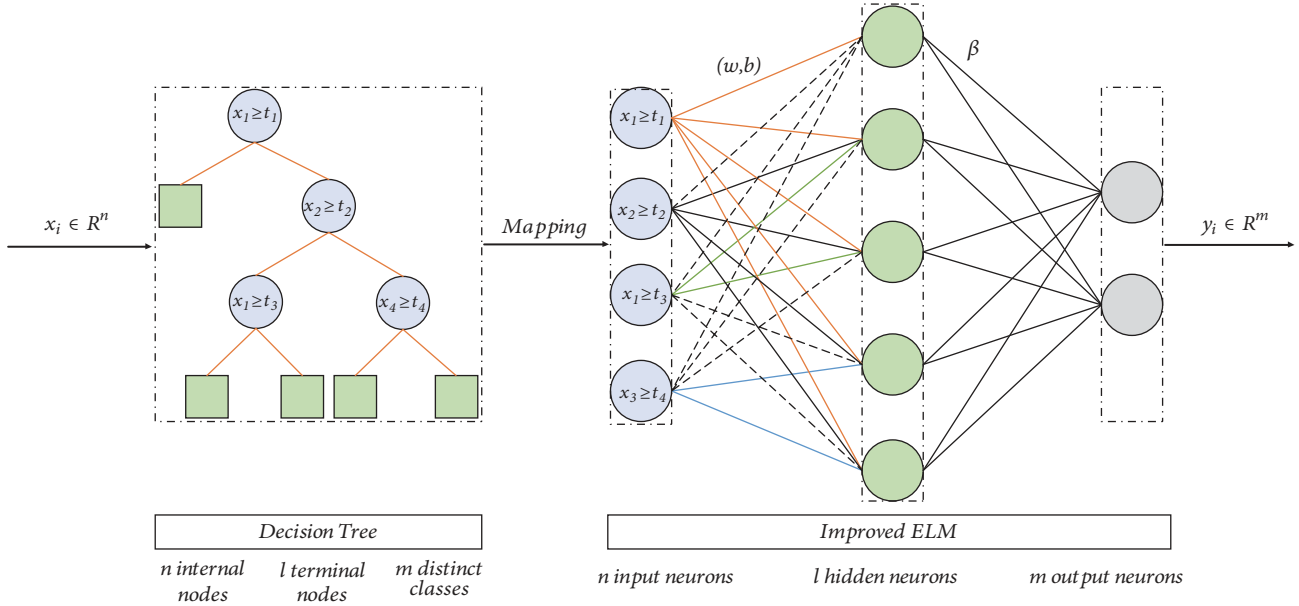 x_i ∈ R^n
x_1 ≥ t_1
x_2 ≥ t_2
x_1 ≥ t_3
x_4 ≥ t_4
Mapping
x_1 ≥ t_1
x_2 ≥ t_2
x_1 ≥ t_3
x_3 ≥ t_4
(w,b)
β
y_i ∈ R^m
Decision Tree
n internal
nodes
l terminal
nodes
m distinct
classes
Improved ELM
n input neurons
l hidden neurons
m output neurons